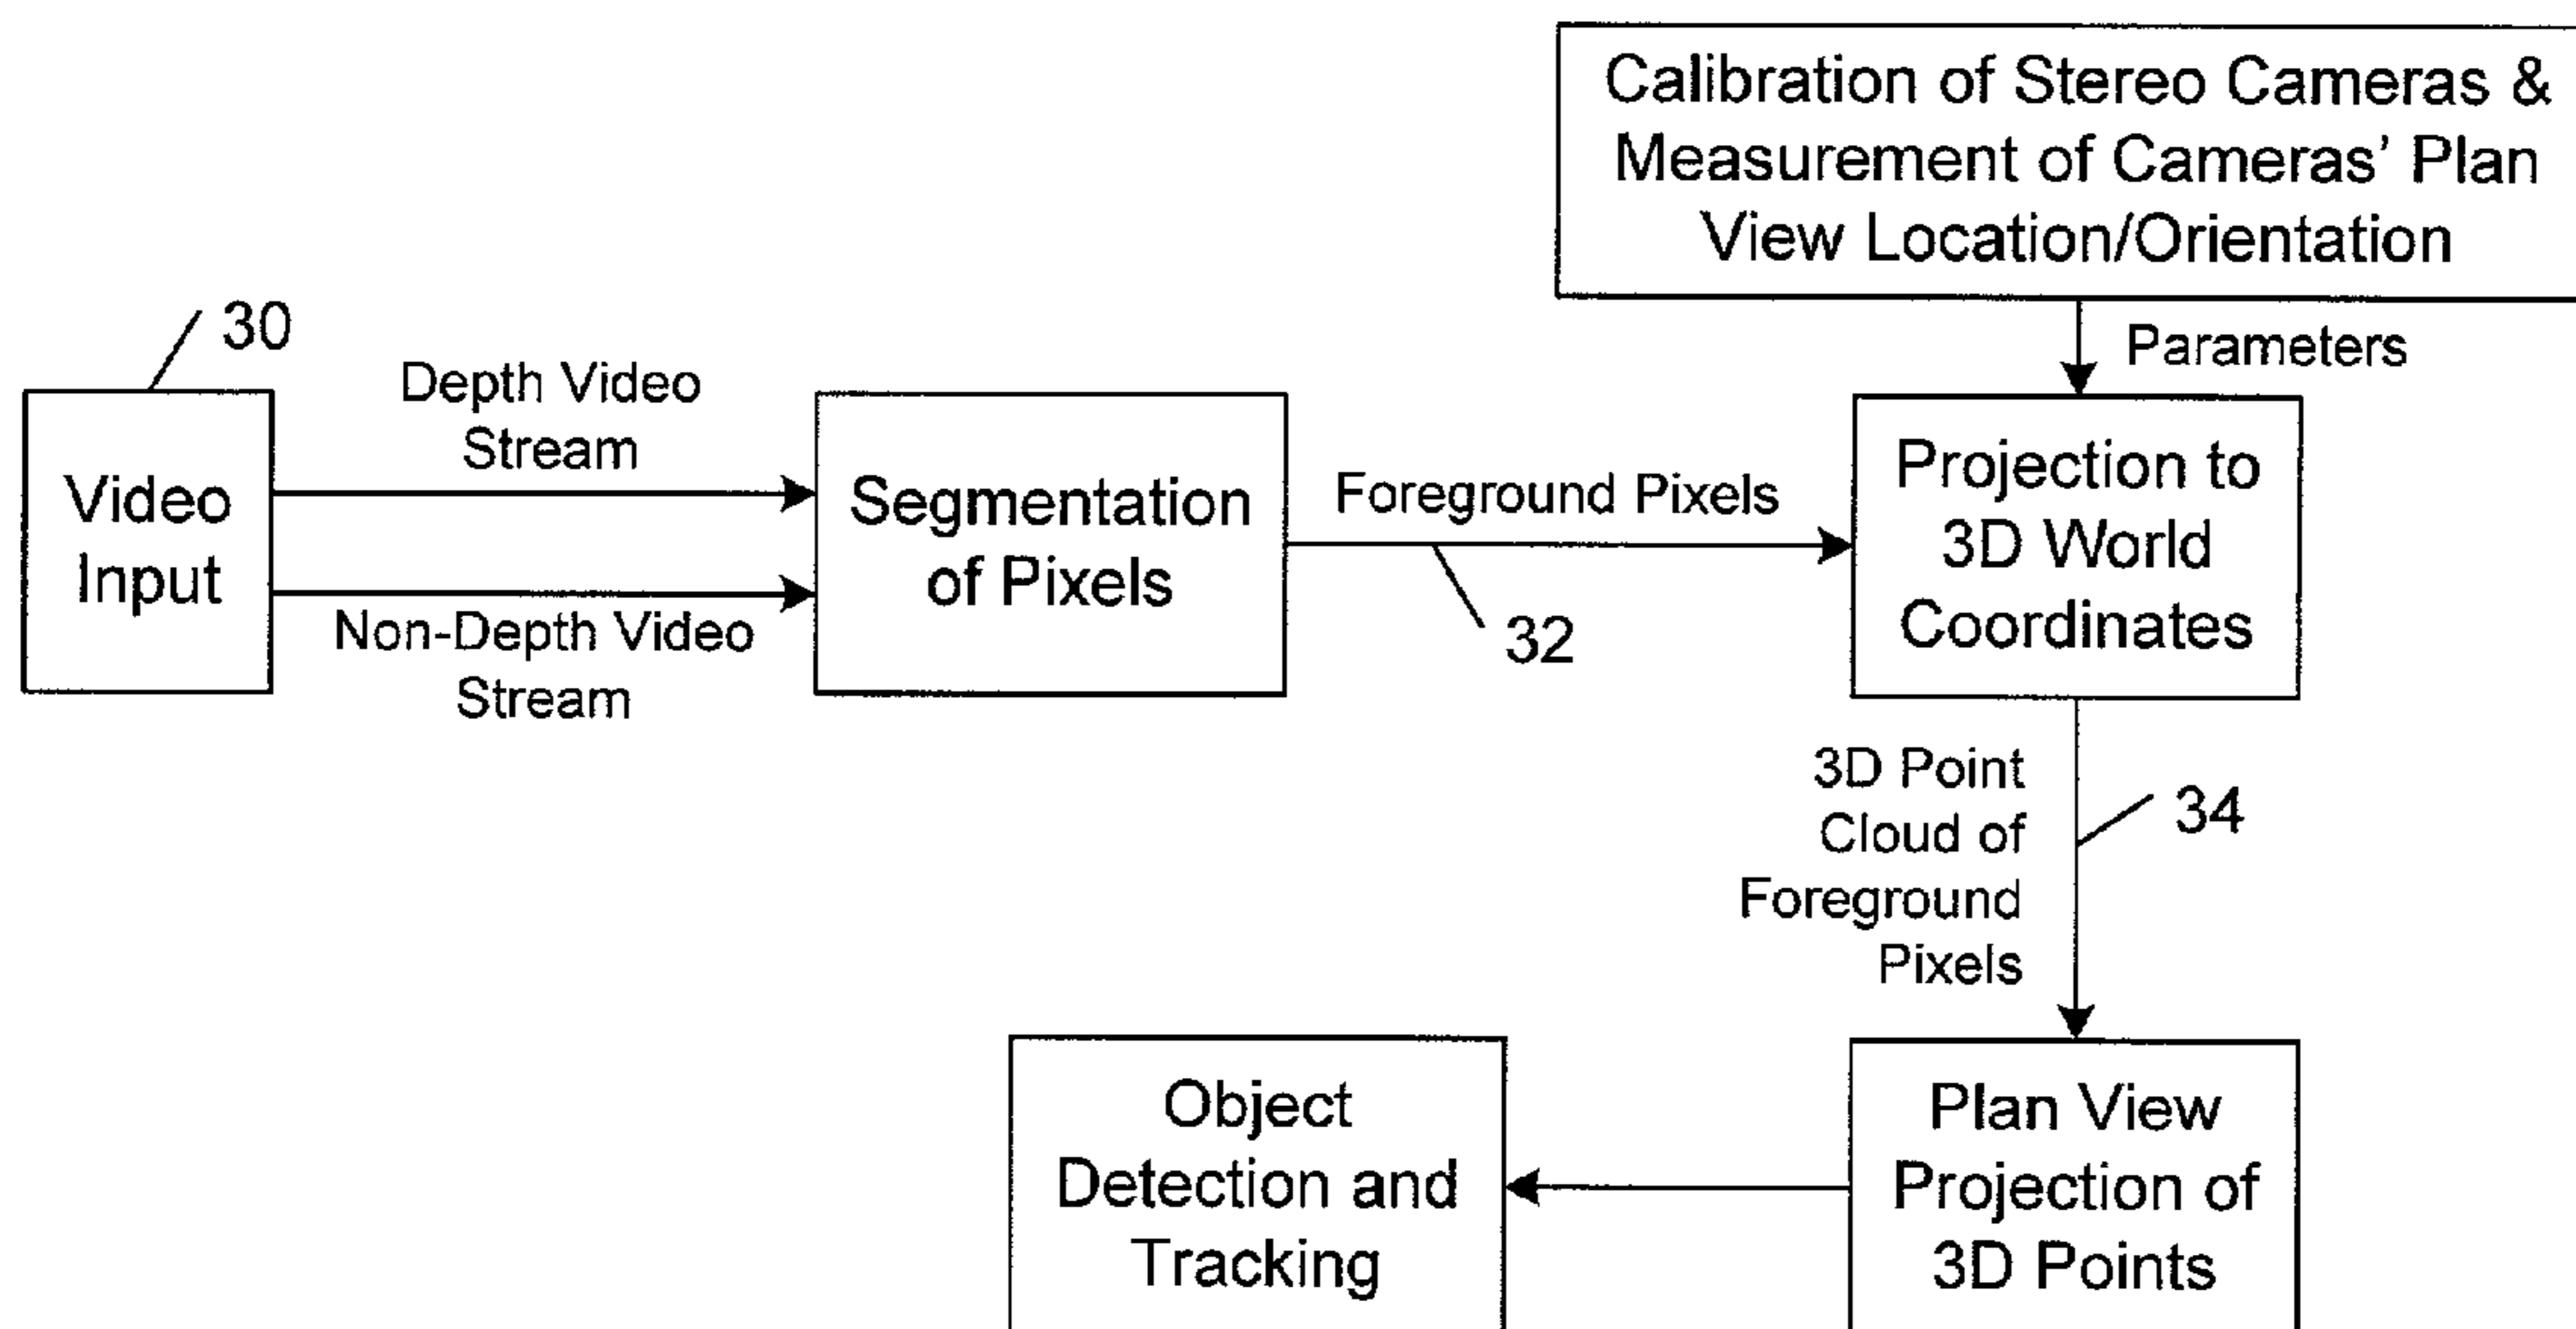 Calibration of Stereo Cameras &
Measurement of Cameras' Plan
View Location/Orientation
30
Parameters
Depth Video
Stream
Video
Input
Non-Depth Video
Stream
Segmentation
of Pixels
Foreground Pixels
32
Projection to
3D World
Coordinates
3D Point
Cloud of
Foreground
Pixels
34
Object
Detection and
Tracking
Plan View
Projection of
3D Points